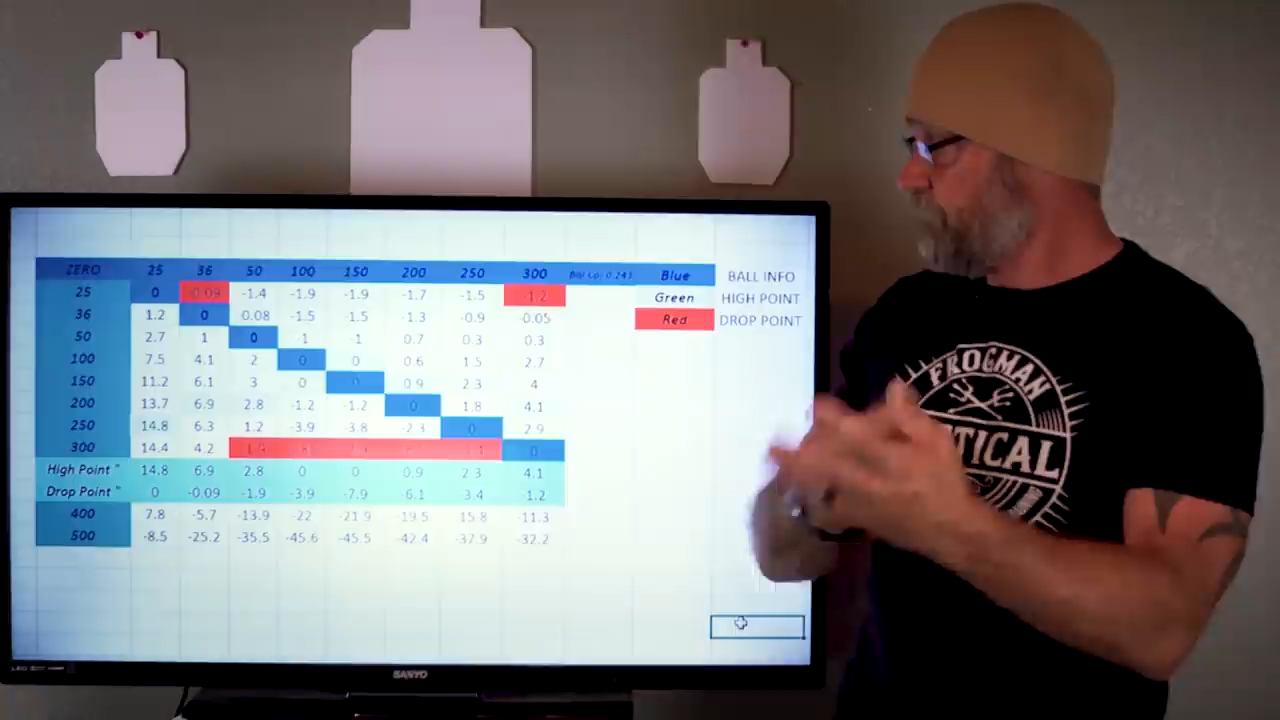 ZERO 25 36 50 100 150 200 250 300 Blue BALL INFO
25 0 -0.09 -1.4 -1.9 -1.9 -1.7 -1.5 -1.2 Green HIGH POINT
36 1.2 0 0.08 -1.5 -1.5 -1.3 -0.9 -0.05 Red DROP POINT
50 2.7 1 0 -1 -1 0.7 0.3 0.3
100 7.5 4.1 2 0 0 0.6 1.5 2.7
150 11.2 6.1 3 0 0 0.9 2.3 4
200 13.7 6.9 2.8 -1.2 -1.2 0 1.8 4.1
250 14.8 6.3 1.2 -3.9 -3.8 -2.3 0 2.9
300 14.4 4.2 0
High Point " 14.8 6.9 2.8 0 0 0.9 2.3 4.1
Drop Point " 0 -0.09 -1.9 -3.9 -7.9 -6.1 3.4 -1.2
400 7.8 -5.7 -13.9 -22 -21.9 -19.5 15.8 -11.3
500 -8.5 -25.2 -35.5 -45.6 -45.5 -42.4 -37.9 -32.2
SANYO
FROGMAN
TICAL